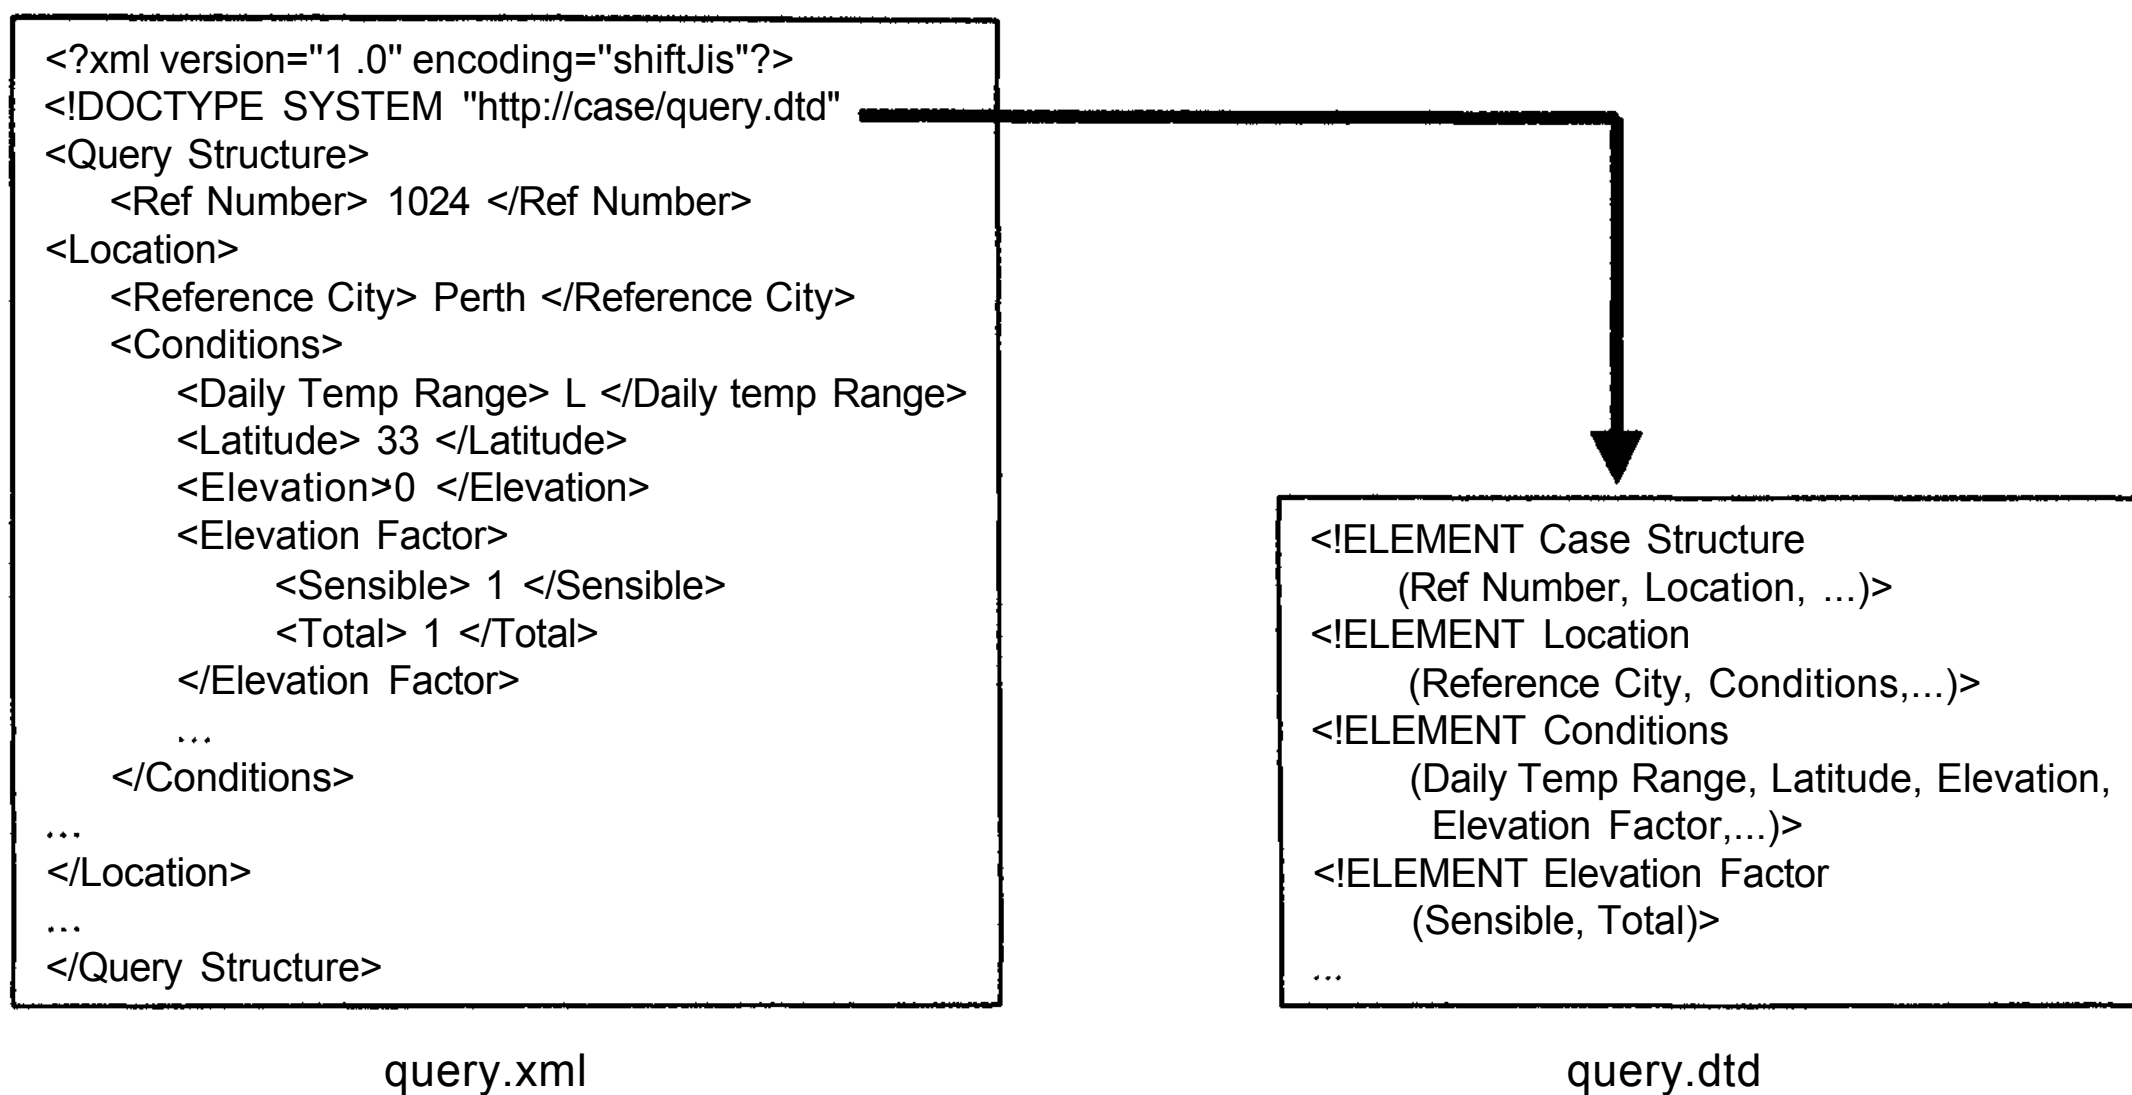 <?xml version="1 .0" encoding="shiftJis"?>
<!DOCTYPE SYSTEM "http://case/query.dtd"
<Query Structure>
<Ref Number> 1024 </Ref Number>
<Location>
<Reference City> Perth </Reference City>
<Conditions>
<Daily Temp Range> L </Daily temp Range>
<Latitude> 33 </Latitude>
<Elevation>0 </Elevation>
<Elevation Factor>
<Sensible> 1 </Sensible>
<Total> 1 </Total>
</Elevation Factor>
...
</Conditions>
...
</Location>
...
</Query Structure>
query.xml
<!ELEMENT Case Structure
(Ref Number, Location, ...)>
<!ELEMENT Location
(Reference City, Conditions,...)>
<!ELEMENT Conditions
(Daily Temp Range, Latitude, Elevation,
Elevation Factor,...)>
<!ELEMENT Elevation Factor
(Sensible, Total)>
...
query.dtd